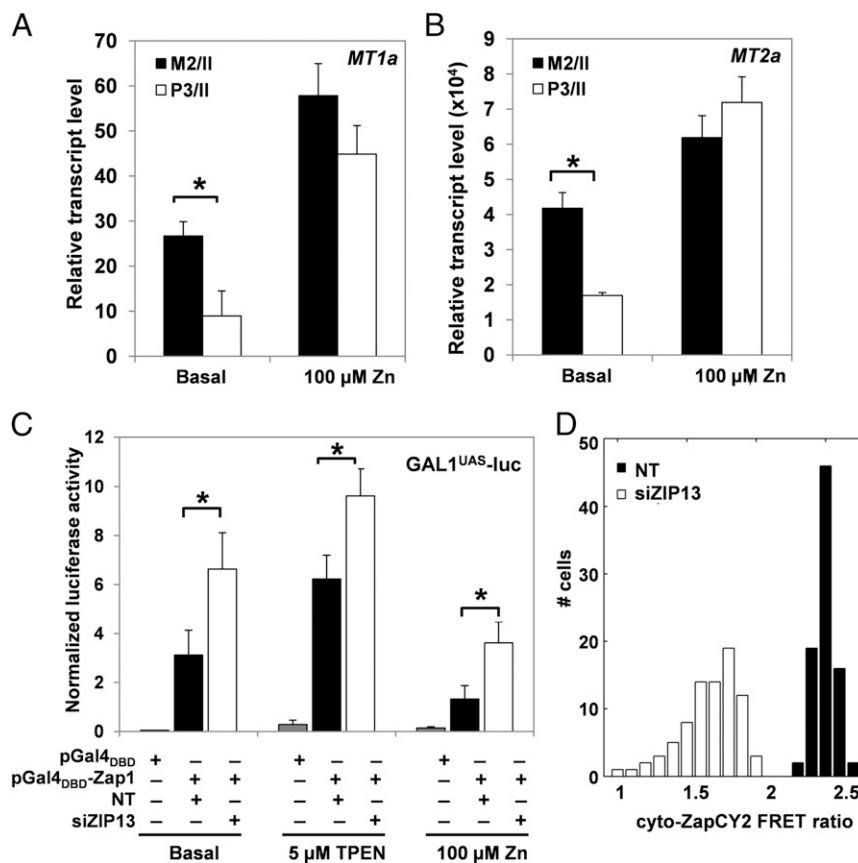 A
Relative transcript level
70
60
50
40
30
20
10
0
M2/II
P3/II
MT1a
*
Basal
100 µM Zn
B
Relative transcript level (x10⁴)
9
8
7
6
5
4
3
2
1
0
M2/II
P3/II
MT2a
*
Basal
100 µM Zn
C
Normalized luciferase activity
12
10
8
6
4
2
0
GAL1ᵁᴬˢ-luc
*
*
*
pGal4DBD + – – + – – + – –
pGal4DBD-Zap1 – + + – + + – + +
NT – + – – + – – + –
siZIP13 – – + – – + – – +
Basal
5 µM TPEN
100 µM Zn
D
# cells
50
40
30
20
10
0
NT
siZIP13
1
1.5
2
2.5
cyto-ZapCY2 FRET ratio